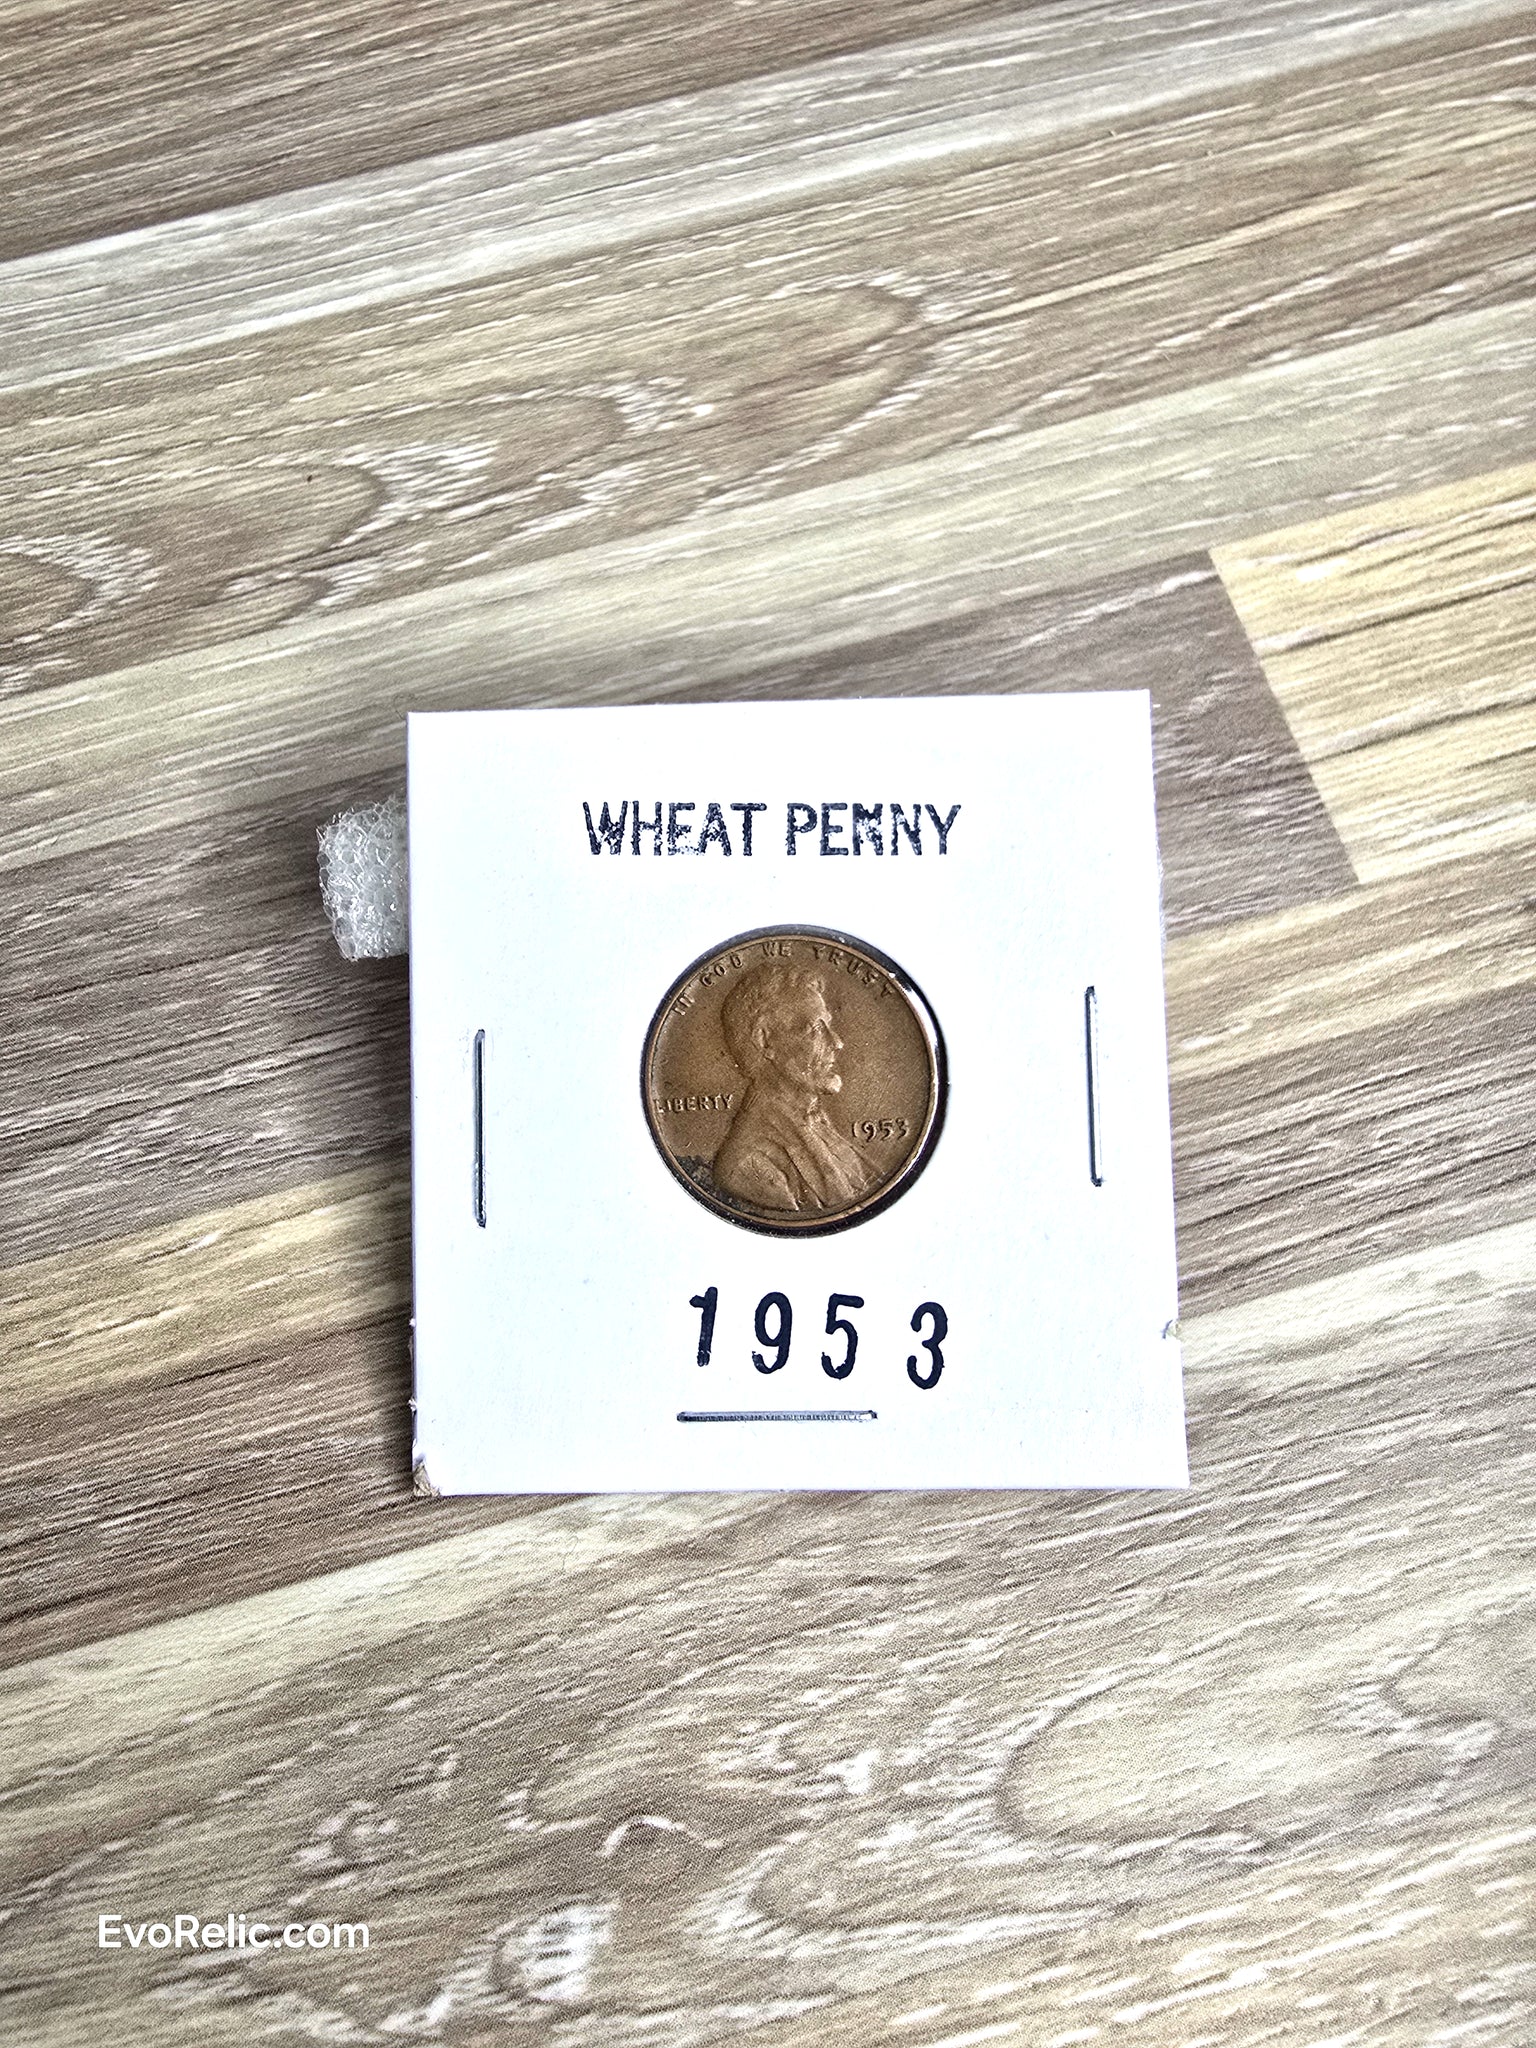 WHEAT PENNY
IN GOD WE TRUST
LIBERTY
1953
1953
EvoRelic.com